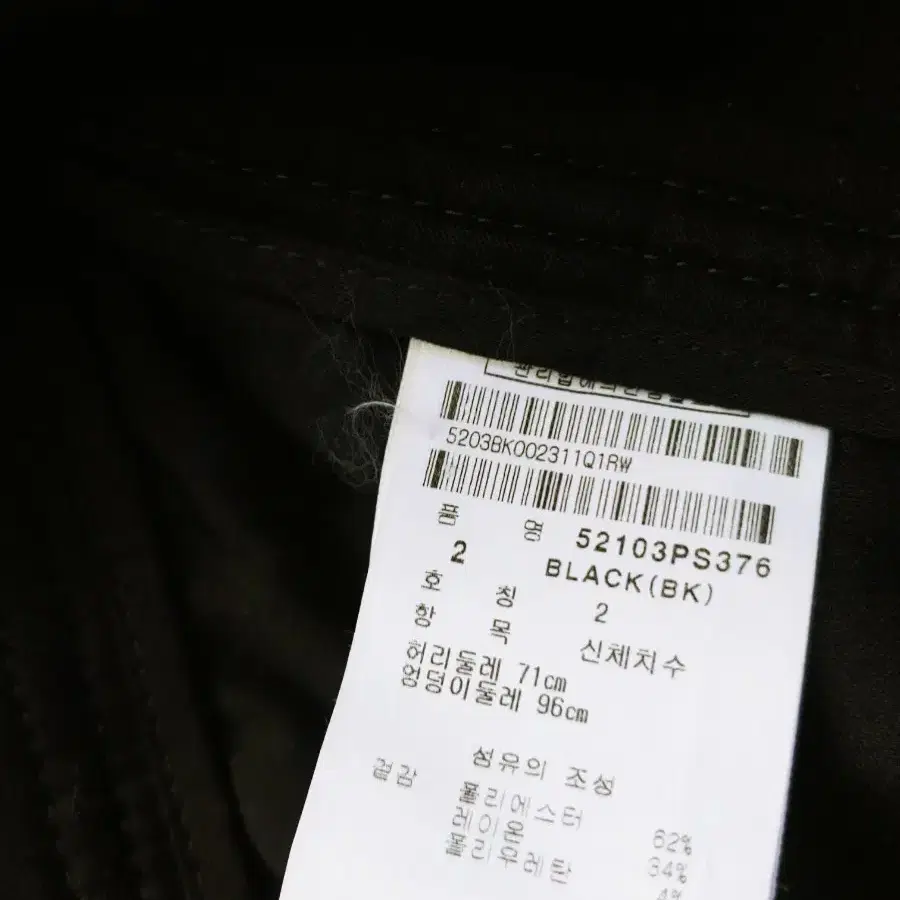 5203BK002311Q1RW
품 명 52103PS376
2 BLACK(BK)
호 칭 2
항 목 신체치수
허리둘레 71cm
엉덩이둘레 96cm
섬유의 조성
겉감 폴리에스터 62%
레이온 34%
폴리우레탄 4%